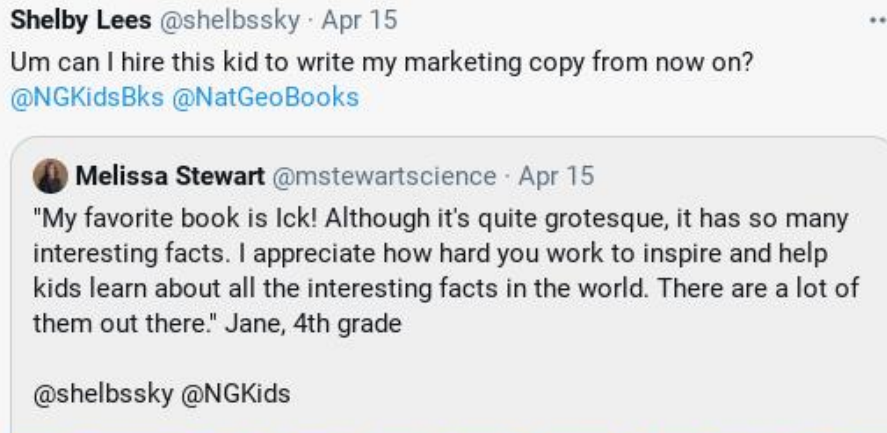 Shelby Lees @shelbssky · Apr 15
Um can I hire this kid to write my marketing copy from now on?
@NGKidsBks @NatGeoBooks
Melissa Stewart @mstewartscience · Apr 15
"My favorite book is Ick! Although it's quite grotesque, it has so many
interesting facts. I appreciate how hard you work to inspire and help
kids learn about all the interesting facts in the world. There are a lot of
them out there." Jane, 4th grade
@shelbssky @NGKids